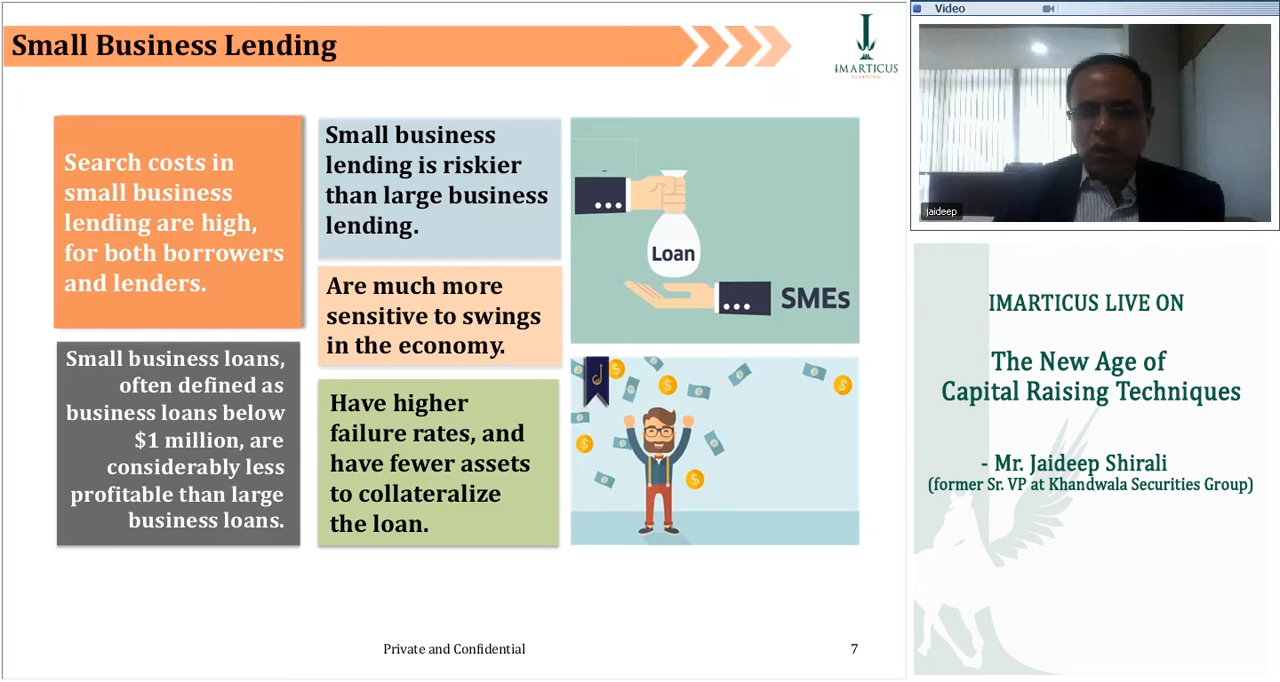 Small Business Lending
IMARTICUS
LEARNING
Search costs in
small business
lending are high,
for both borrowers
and lenders.
Small business loans,
often defined as
business loans below
$1 million, are
considerably less
profitable than large
business loans.
Small business
lending is riskier
than large business
lending.
Are much more
sensitive to swings
in the economy.
Have higher
failure rates, and
have fewer assets
to collateralize
the loan.
Loan
SMEs
Private and Confidential
7
Video
jaideep
IMARTICUS LIVE ON
The New Age of
Capital Raising Techniques
- Mr. Jaideep Shirali
(former Sr. VP at Khandwala Securities Group)